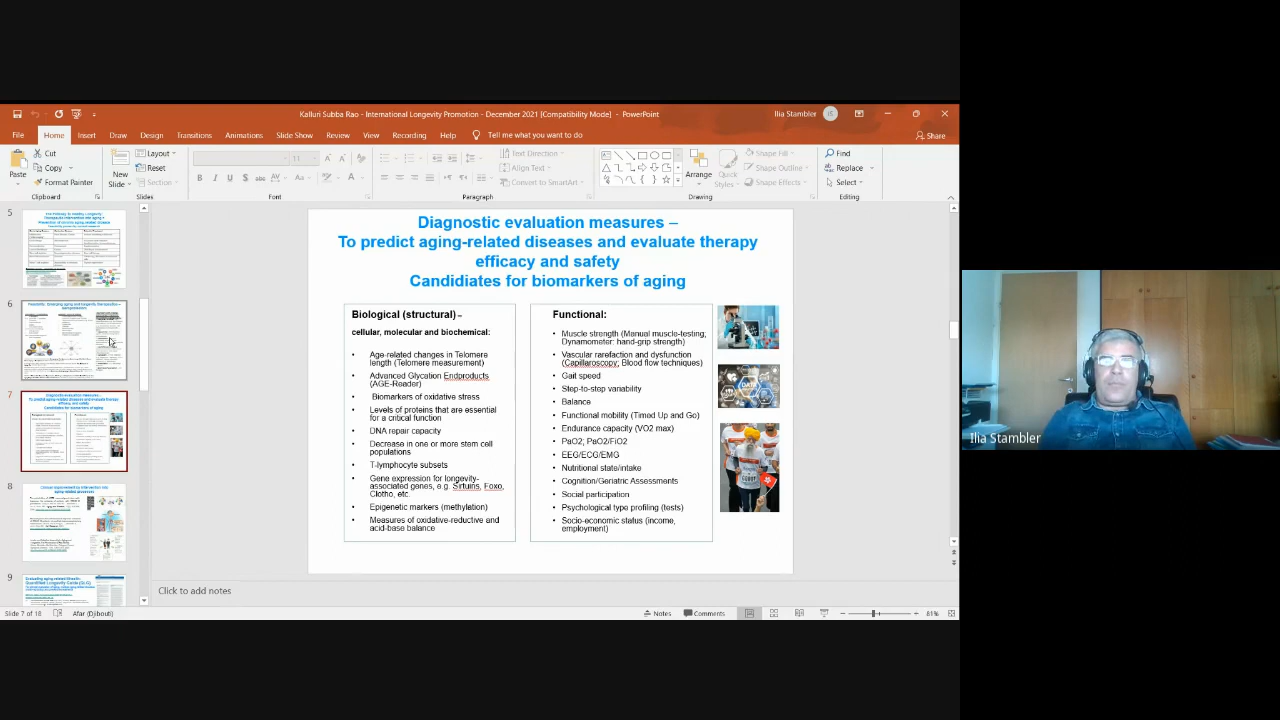 Kalluri Subba Rao - International Longevity Promotion - December 2021 [Compatibility Mode] - PowerPoint
Ilia Stambler
IS
File Home Insert Draw Design Transitions Animations Slide Show Review View Recording Help Tell me what you want to do
Share
Paste
Cut
Copy
Format Painter
Clipboard
New
Slide
Layout
Reset
Section
Slides
11
Font
Paragraph
Text Direction
Align Text
Convert to SmartArt
Arrange
Quick
Styles
Shape Fill
Shape Outline
Shape Effects
Drawing
Find
Replace
Select
Editing
5
6
7
8
9
Diagnostic evaluation measures –
To predict aging-related diseases and evaluate therapy
efficacy and safety
Candidates for biomarkers of aging
Biological (structural) –
cellular, molecular and biochemical:
• Age-related changes in Telomere
length (Telomere measurement)
• Advanced Glycation Endproducts
(AGE-Reader)
Biomarkers of oxidative stress
• Levels of proteins that are known
for a critical function
• DNA repair capacity
• Decrease in one or more stem cell
populations
• T-lymphocyte subsets
• Gene expression for longevity-
associated genes, e.g. Srituins Foxo,
Clotho, etc.
• Epigenetic markers (methylation)
• Measures of oxidative-reductive or
acid-base balance
Functional:
• Muscle strength (Manual muscle-testing,
Dynamometer: hand-grip strength)
• Vascular rarefaction and dysfunction
(Capillaroscopy; Blood flow techniques)
• Gait speed
• Step-to-step variability
• Balance
• Functional mobility (Timed Up and Go)
• Endurance capacity (VO2 max)
• PaO2; PaO2/FiO2
• EEG/ECG/EMG
• Nutritional state/intake
• Cognition/Geriatric Assessments
• Social participation
• Psychological type profiling (tests)
• Socio-economic status (income,
employment))
DATA
Click to add notes
Slide 7 of 18
Afar (Djibouti)
Notes
Comments
81%
Ilia Stambler